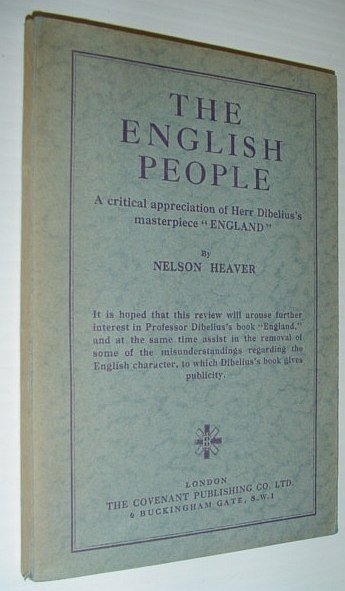 THE
ENGLISH
PEOPLE
A critical appreciation of Herr Dibelius's
masterpiece "ENGLAND"
By
NELSON HEAVER
It is hoped that this review will arouse further
interest in Professor Dibelius's book "England,"
and at the same time assist in the removal of
some of the misunderstandings regarding the
English character, to which Dibelius's book gives
publicity.
LONDON
THE COVENANT PUBLISHING CO. LTD.
6 BUCKINGHAM GATE, S.W.1